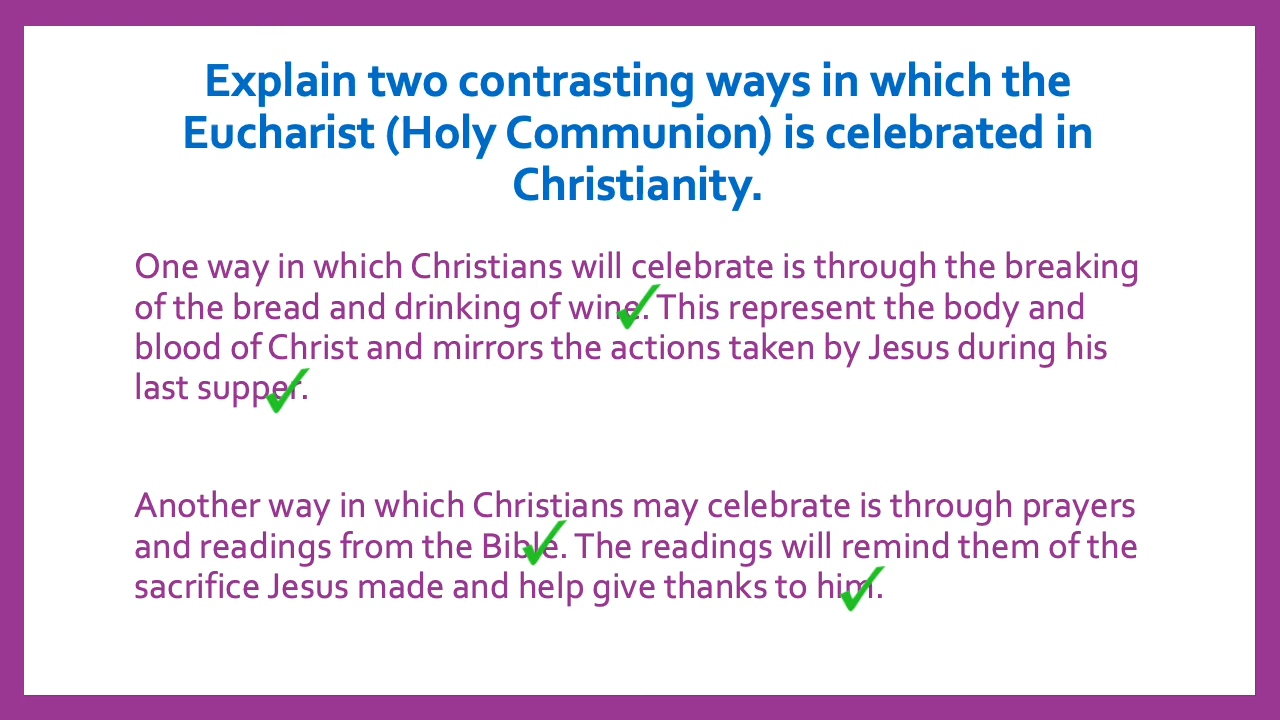 Explain two contrasting ways in which the
Eucharist (Holy Communion) is celebrated in
Christianity.
One way in which Christians will celebrate is through the breaking
of the bread and drinking of wine. This represent the body and
blood of Christ and mirrors the actions taken by Jesus during his
last supper.
Another way in which Christians may celebrate is through prayers
and readings from the Bible. The readings will remind them of the
sacrifice Jesus made and help give thanks to him.